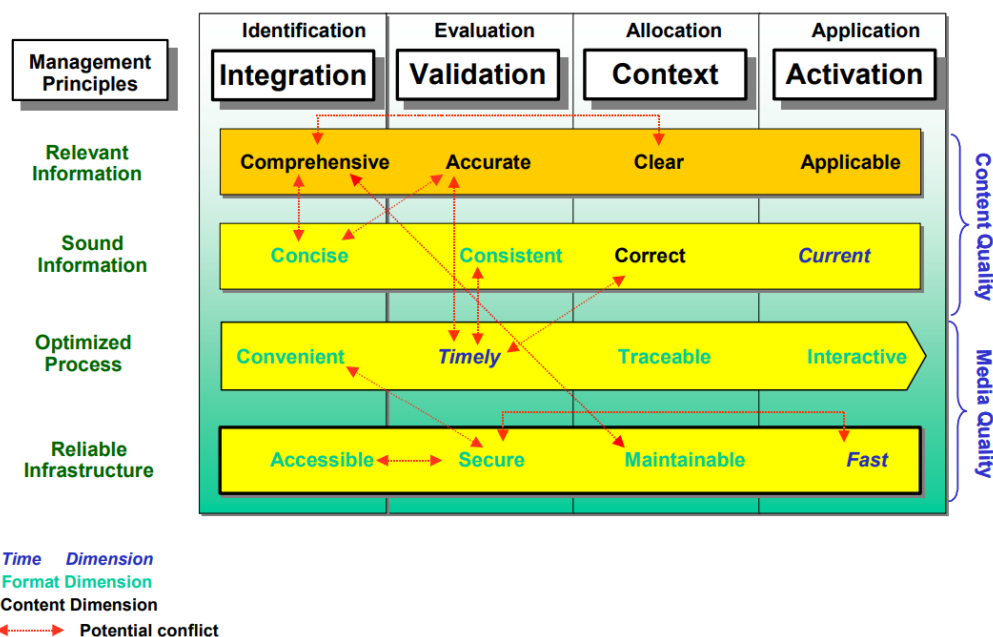 Identification Evaluation Allocation Application
Management Principles
Integration Validation Context Activation
Relevant Information
Comprehensive Accurate Clear Applicable
Sound Information
Concise Consistent Correct Current
Content Quality
Optimized Process
Convenient Timely Traceable Interactive
Reliable Infrastructure
Accessible Secure Maintainable Fast
Media Quality
Time Dimension
Format Dimension
Content Dimension
Potential conflict